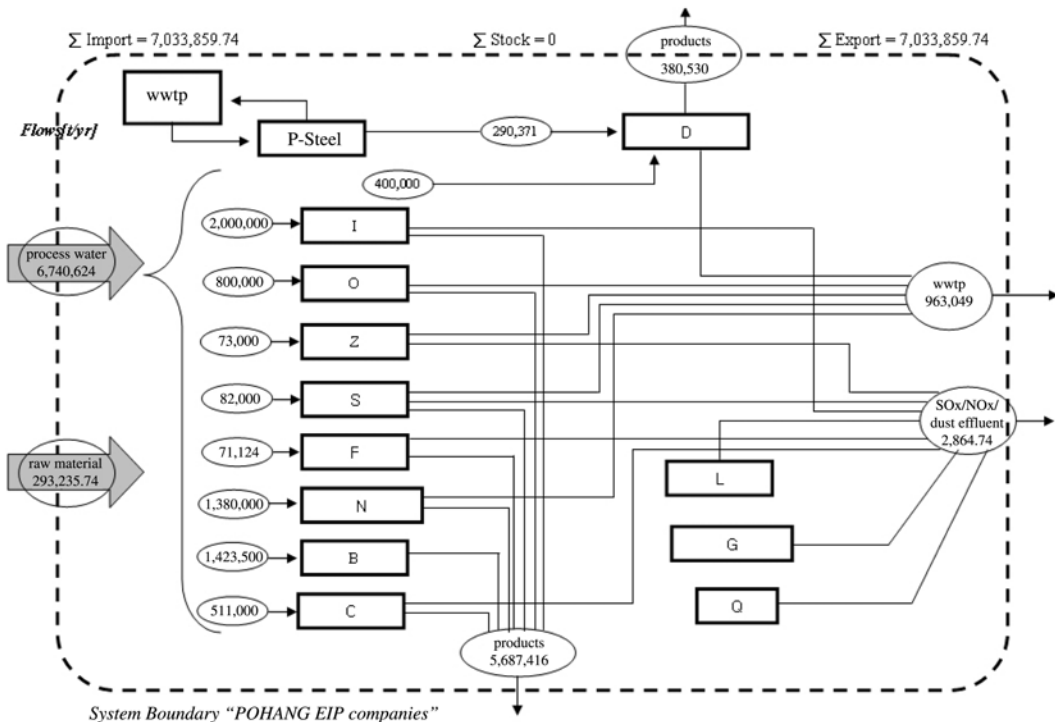 ∑ Import = 7,033,859.74
∑ Stock = 0
∑ Export = 7,033,859.74
products
380,530
wwtp
Flows[t/yr]
P-Steel
290,371
D
400,000
2,000,000
I
process water
6,740,624
800,000
O
wwtp
963,049
73,000
Z
82,000
S
SOx/NOx/
dust effluent
2,864.74
71,124
F
raw material
293,235.74
L
1,380,000
N
G
1,423,500
B
Q
511,000
C
products
5,687,416
System Boundary “POHANG EIP companies”